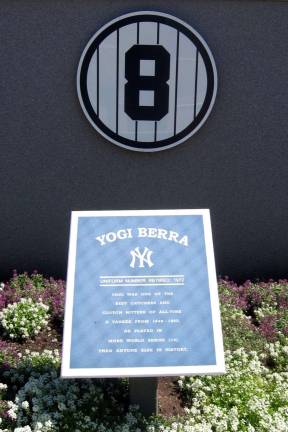 8
YOGI BERRA
NY
UNIFORM NUMBER RETIRED 1972
YOGI WAS ONE OF THE
BEST CATCHERS AND
CLUTCH HITTERS OF ALL-TIME
A YANKEE FROM 1946-1963,
HE PLAYED IN
MORE WORLD SERIES (14)
THAN ANYONE ELSE IN HISTORY.